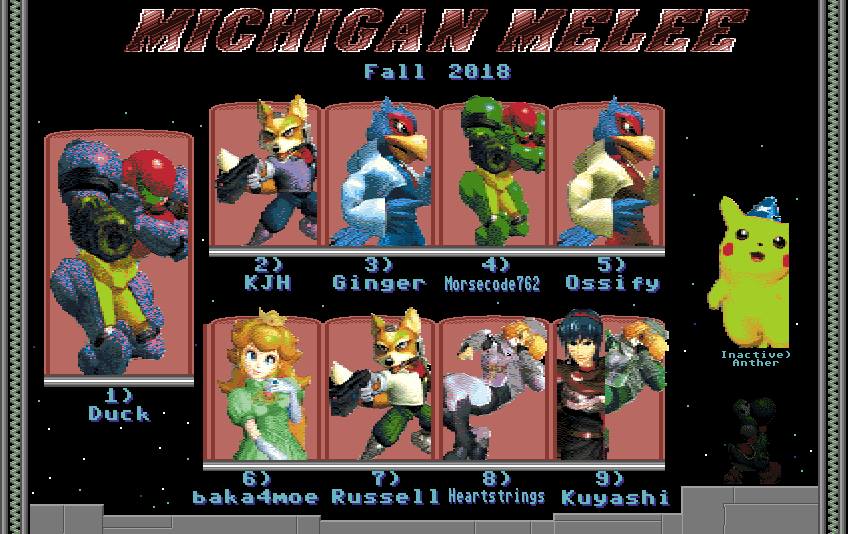 MICHIGAN MELEE
Fall 2018
1)
Duck
2)
KJH
3)
Ginger
4)
Morsecode762
5)
Ossify
6)
baka4moe
7)
Russell
8)
Heartstrings
9)
Kuyashi
Inactive)
Anther